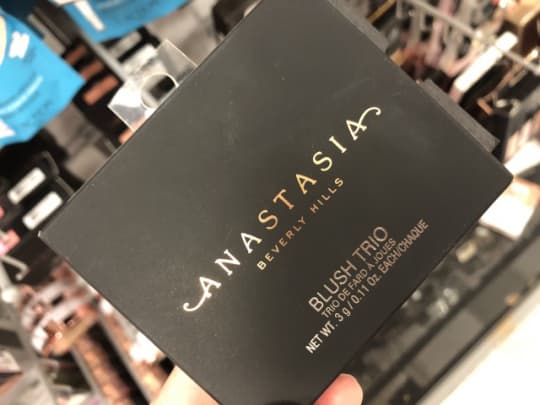 ANASTASIA
BEVERLY HILLS
BLUSH TRIO
TRIO DE FARD À JOUES
NET WT. 3 g / 0.11 Oz. EACH/CHAQUE